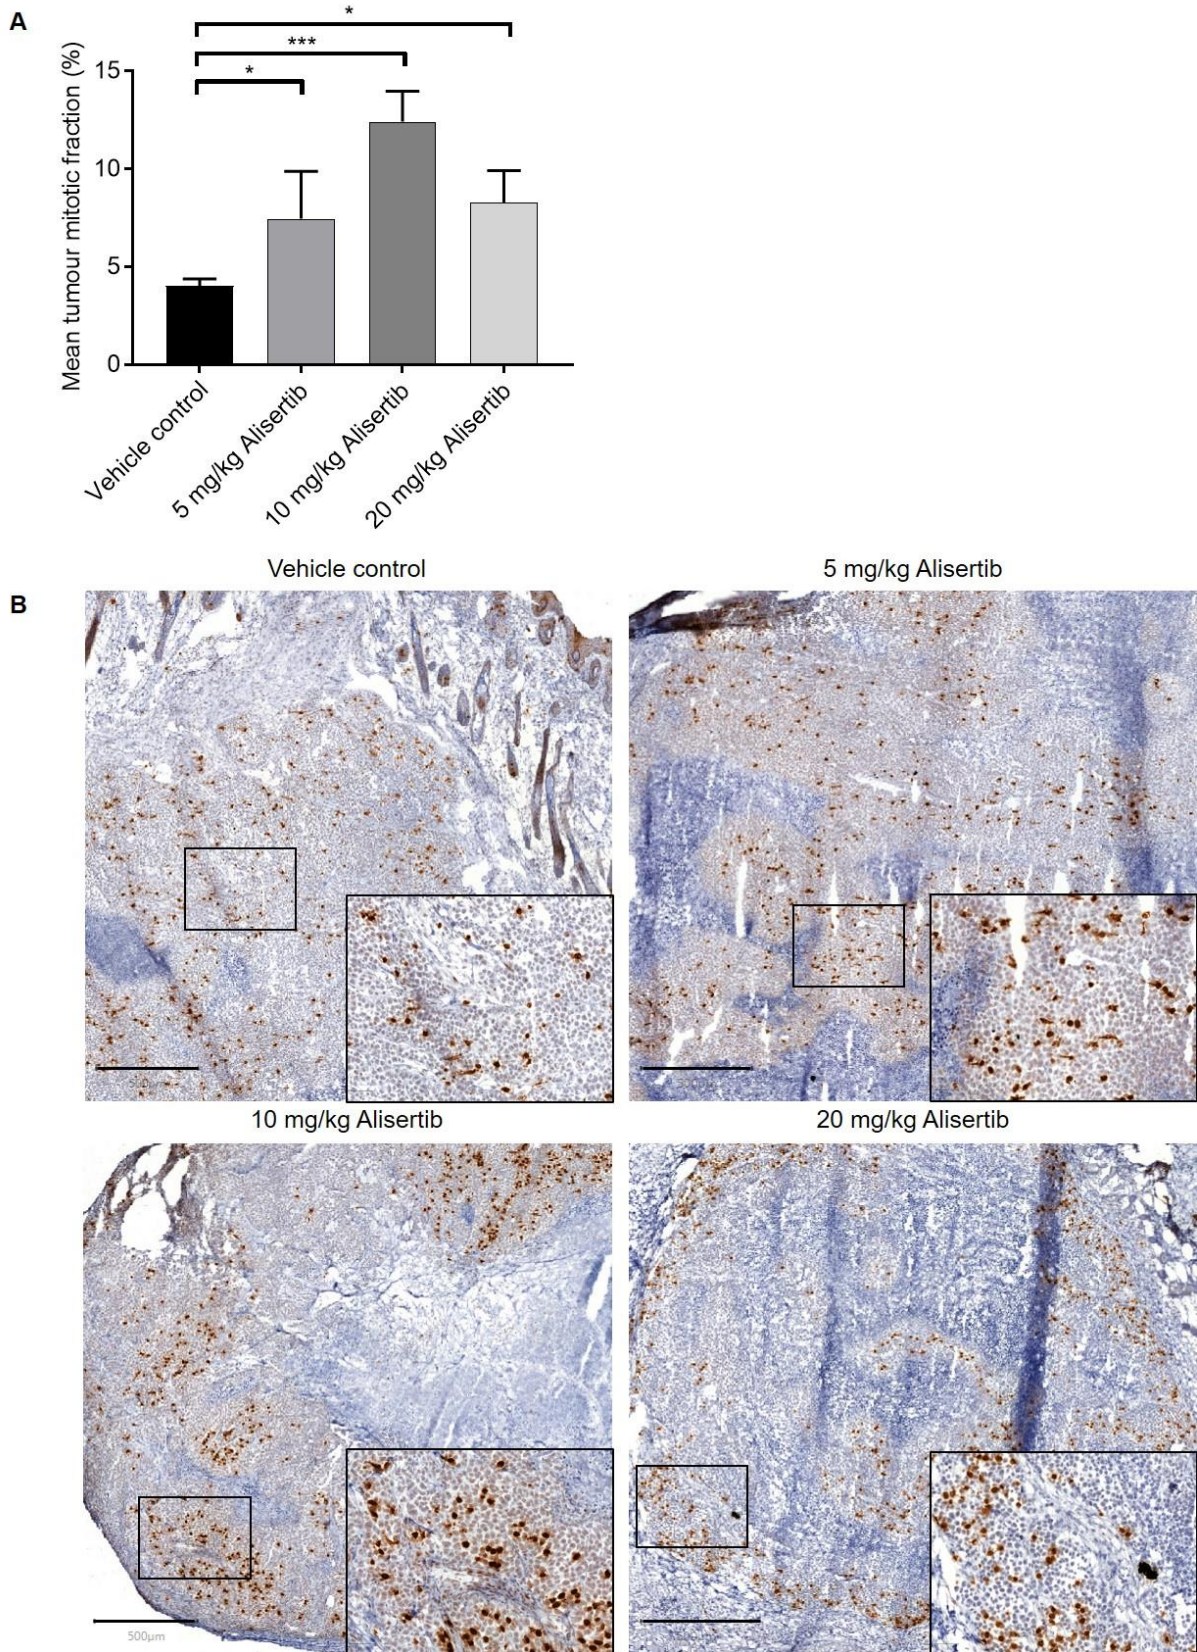 A
*
***
*
Mean tumour mitotic fraction (%)
15
10
5
0
Vehicle control
5 mg/kg Alisertib
10 mg/kg Alisertib
20 mg/kg Alisertib
B
Vehicle control
5 mg/kg Alisertib
10 mg/kg Alisertib
20 mg/kg Alisertib
500μm